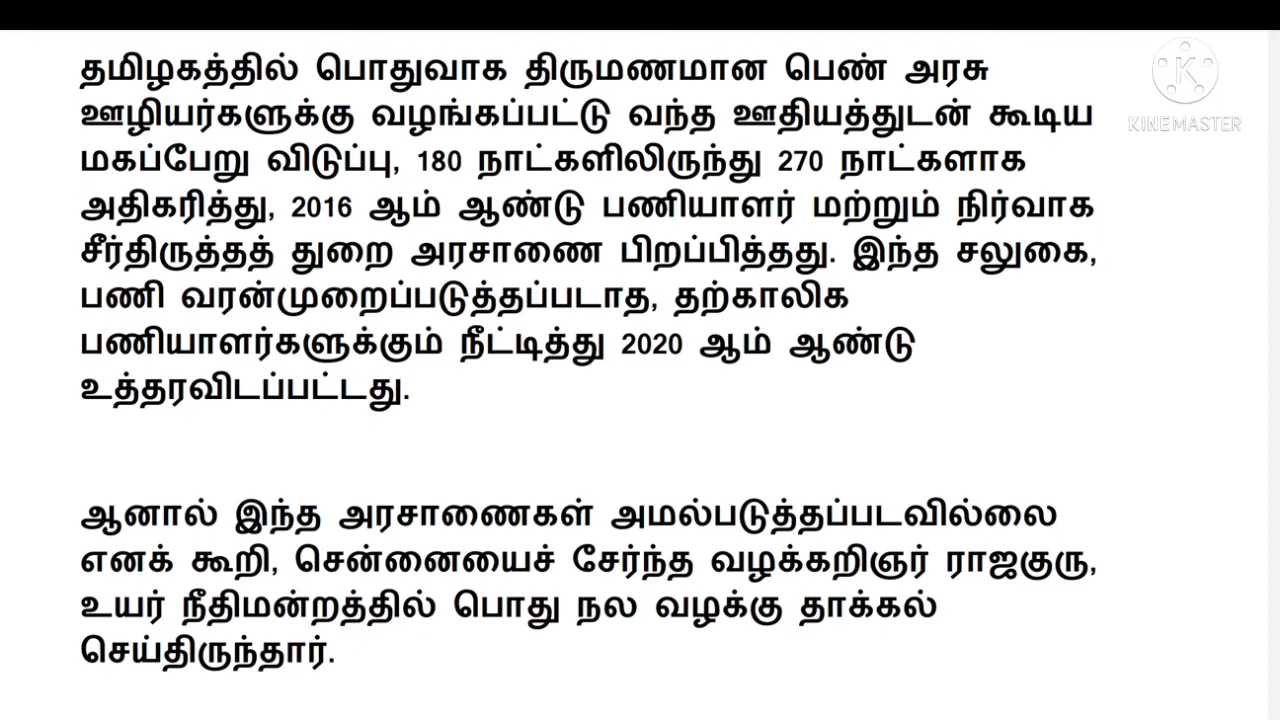 தமிழகத்தில் பொதுவாக திருமணமான பெண் அரசு
ஊழியர்களுக்கு வழங்கப்பட்டு வந்த ஊதியத்துடன் கூடிய
மகப்பேறு விடுப்பு, 180 நாட்களிலிருந்து 270 நாட்களாக
அதிகரித்து, 2016 ஆம் ஆண்டு பணியாளர் மற்றும் நிர்வாக
சீர்திருத்தத் துறை அரசாணை பிறப்பித்தது. இந்த சலுகை,
பணி வரன்முறைப்படுத்தப்படாத, தற்காலிக
பணியாளர்களுக்கும் நீட்டித்து 2020 ஆம் ஆண்டு
உத்தரவிடப்பட்டது.
ஆனால் இந்த அரசாணைகள் அமல்படுத்தப்படவில்லை
எனக் கூறி, சென்னையைச் சேர்ந்த வழக்கறிஞர் ராஜகுரு,
உயர் நீதிமன்றத்தில் பொது நல வழக்கு தாக்கல்
செய்திருந்தார்.
K
KINEMASTER